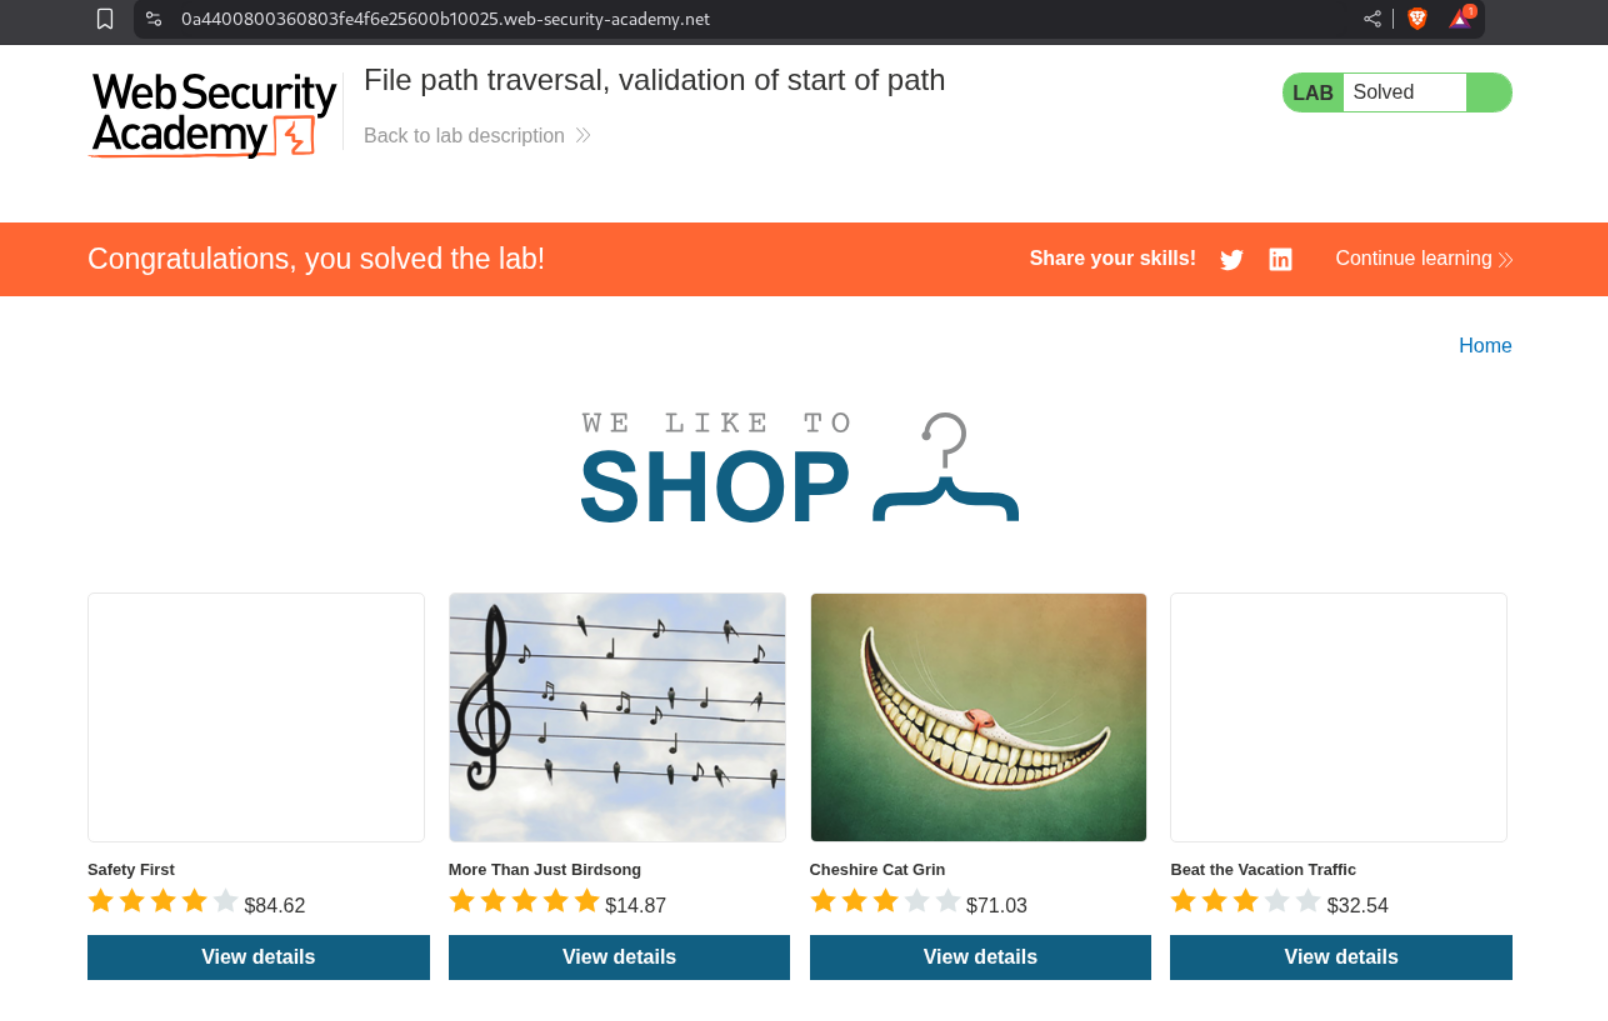 0a4400800360803fe4f6e25600b10025.web-security-academy.net
1
Web Security
Academy
File path traversal, validation of start of path
Back to lab description
LAB Solved
Congratulations, you solved the lab!
Share your skills!
Continue learning
Home
WE LIKE TO
SHOP
Safety First
$84.62
View details
More Than Just Birdsong
$14.87
View details
Cheshire Cat Grin
$71.03
View details
Beat the Vacation Traffic
$32.54
View details